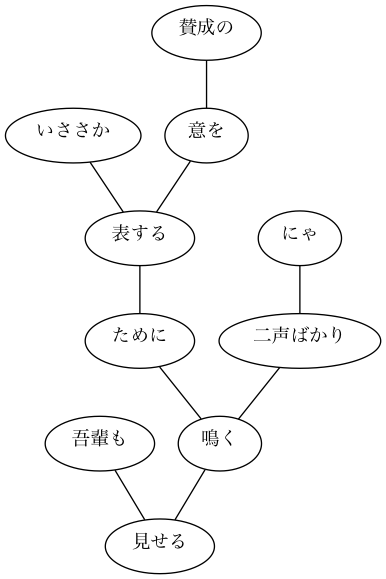 賛成の
いささか
意を
表する
にゃ
ために
二声ばかり
吾輩も
鳴く
見せる